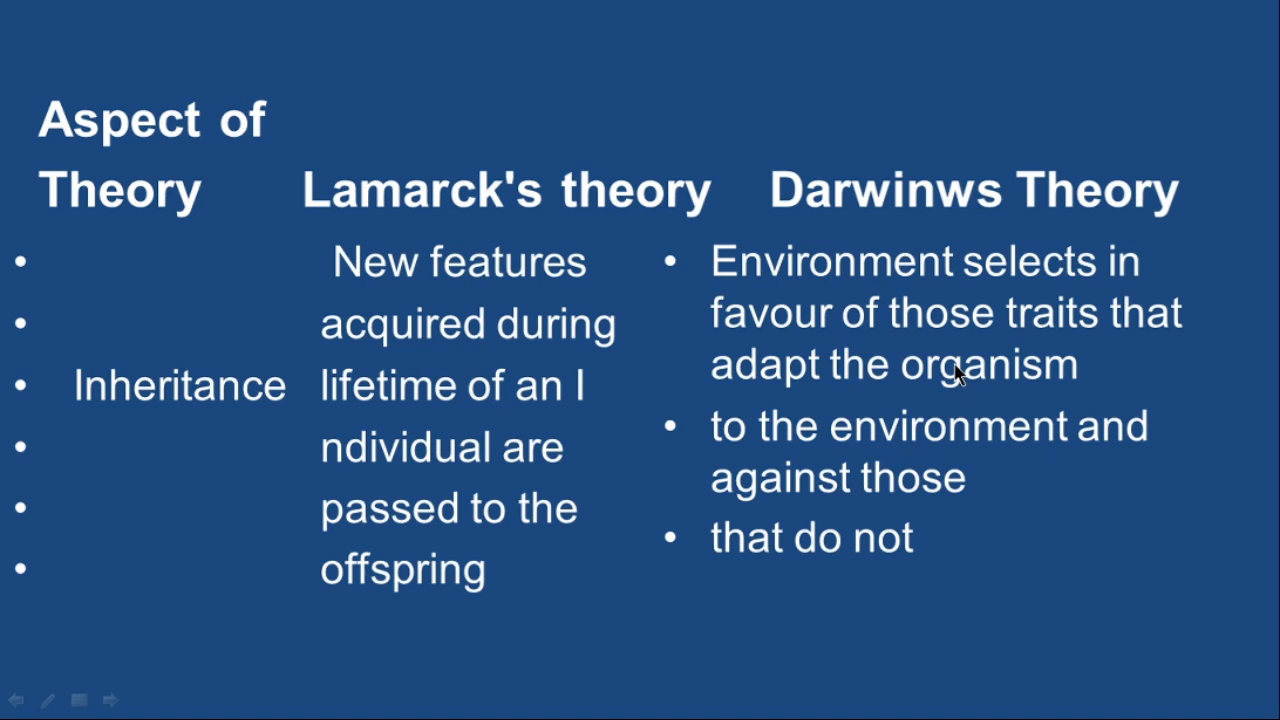 Aspect of
Theory Lamarck's theory Darwinws Theory
• New features
• acquired during
• Inheritance lifetime of an I
• ndividual are
• passed to the
• offspring
• Environment selects in
favour of those traits that
adapt the organism
• to the environment and
against those
• that do not